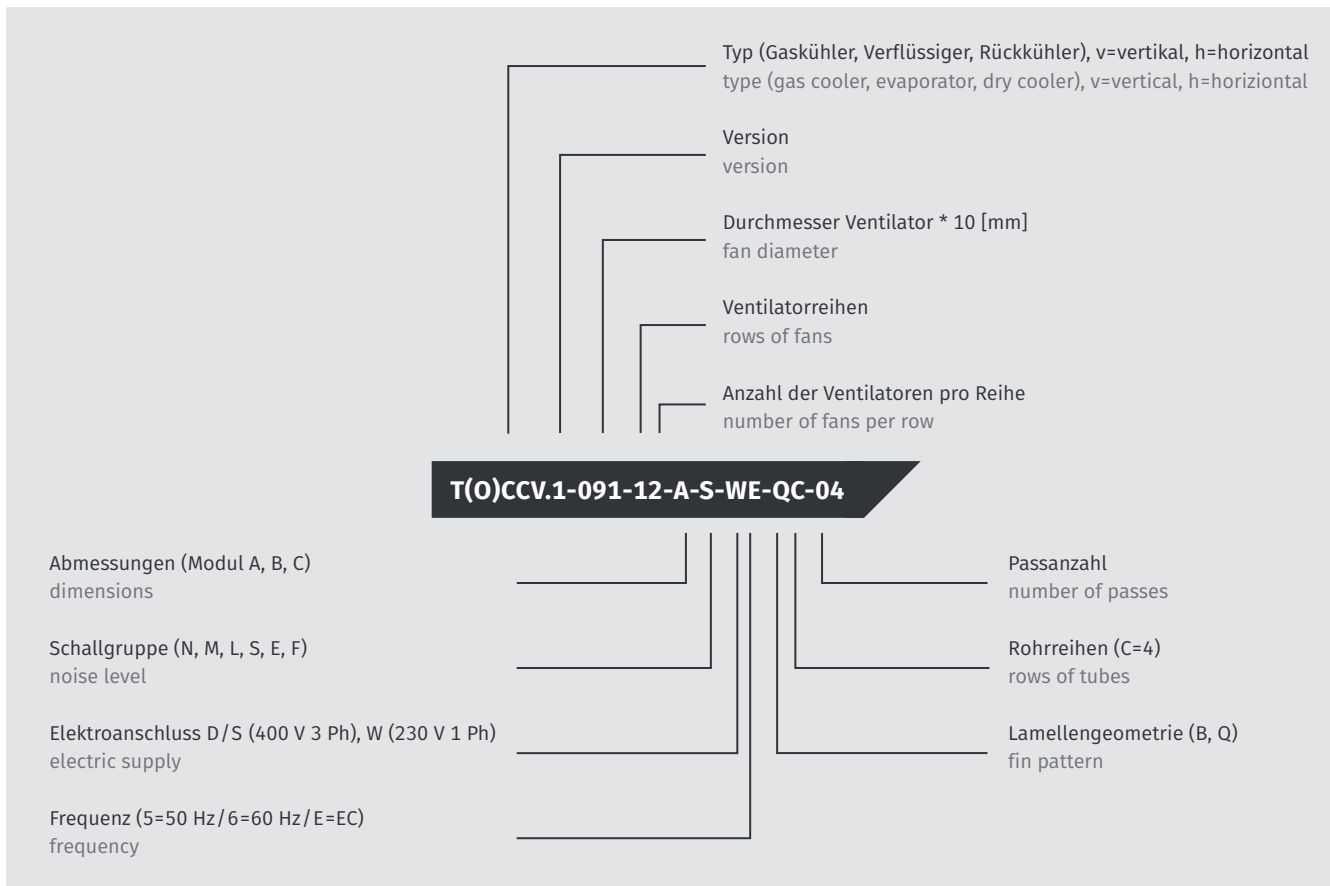 Typ (Gaskühler, Verflüssiger, Rückkühler), v=vertikal, h=horizontal
type (gas cooler, evaporator, dry cooler), v=vertical, h=horiziontal
Version
version
Durchmesser Ventilator * 10 [mm]
fan diameter
Ventilatorreihen
rows of fans
Anzahl der Ventilatoren pro Reihe
number of fans per row
T(O)CCV.1-091-12-A-S-WE-QC-04
Abmessungen (Modul A, B, C)
dimensions
Schallgruppe (N, M, L, S, E, F)
noise level
Elektroanschluss D/S (400 V 3 Ph), W (230 V 1 Ph)
electric supply
Frequenz (5=50 Hz/6=60 Hz/E=EC)
frequency
Passanzahl
number of passes
Rohrreihen (C=4)
rows of tubes
Lamellengeometrie (B, Q)
fin pattern